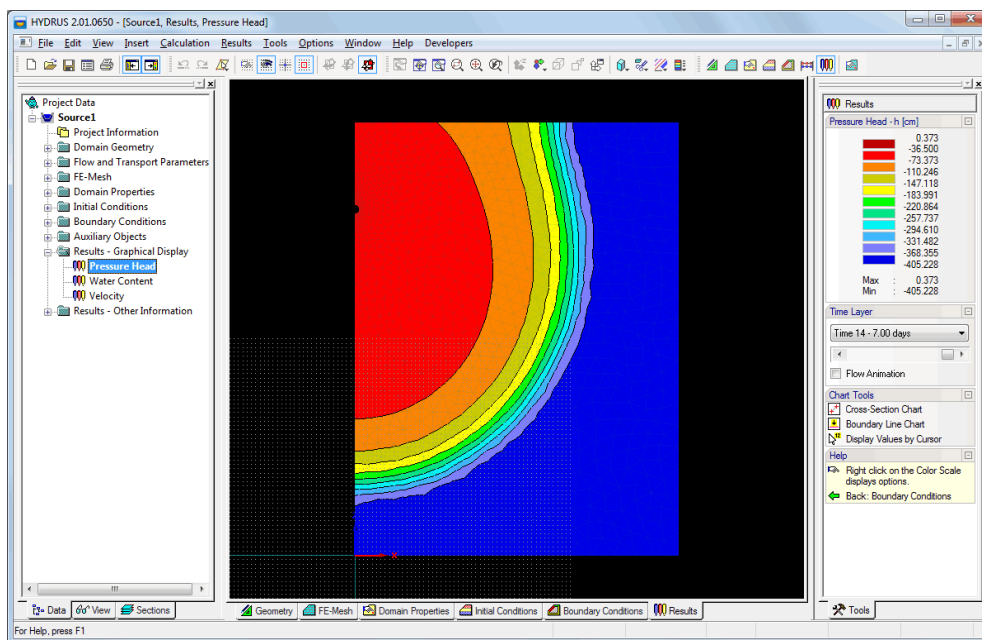 HYDRUS 2.01.0650 - [Source1, Results, Pressure Head]
File Edit View Insert Calculation Results Tools Options Window Help Developers
Project Data
Source1
Project Information
Domain Geometry
Flow and Transport Parameters
FE-Mesh
Domain Properties
Initial Conditions
Boundary Conditions
Auxiliary Objects
Results - Graphical Display
Pressure Head
Water Content
Velocity
Results - Other Information
Data View Sections
x
Geometry FE-Mesh Domain Properties Initial Conditions Boundary Conditions Results
Results
Pressure Head - h [cm]
0.373
-36.500
-73.373
-110.246
-147.118
-183.991
-220.864
-257.737
-294.610
-331.482
-368.355
-405.228
Max : 0.373
Min : -405.228
Time Layer
Time 14 - 7.00 days
Flow Animation
Chart Tools
Cross-Section Chart
Boundary Line Chart
Display Values by Cursor
Help
Right click on the Color Scale
displays options.
Back: Boundary Conditions
Tools
For Help, press F1